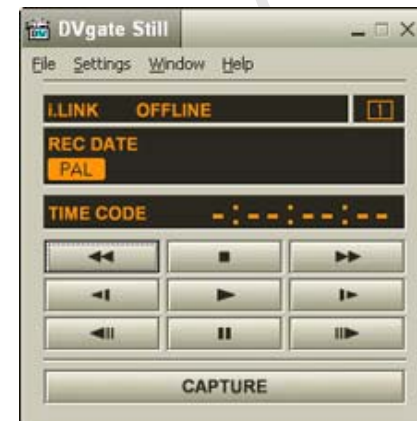 DVgate Still
File Settings Window Help
i.LINK OFFLINE
REC DATE
PAL
TIME CODE -:--:--:--
CAPTURE